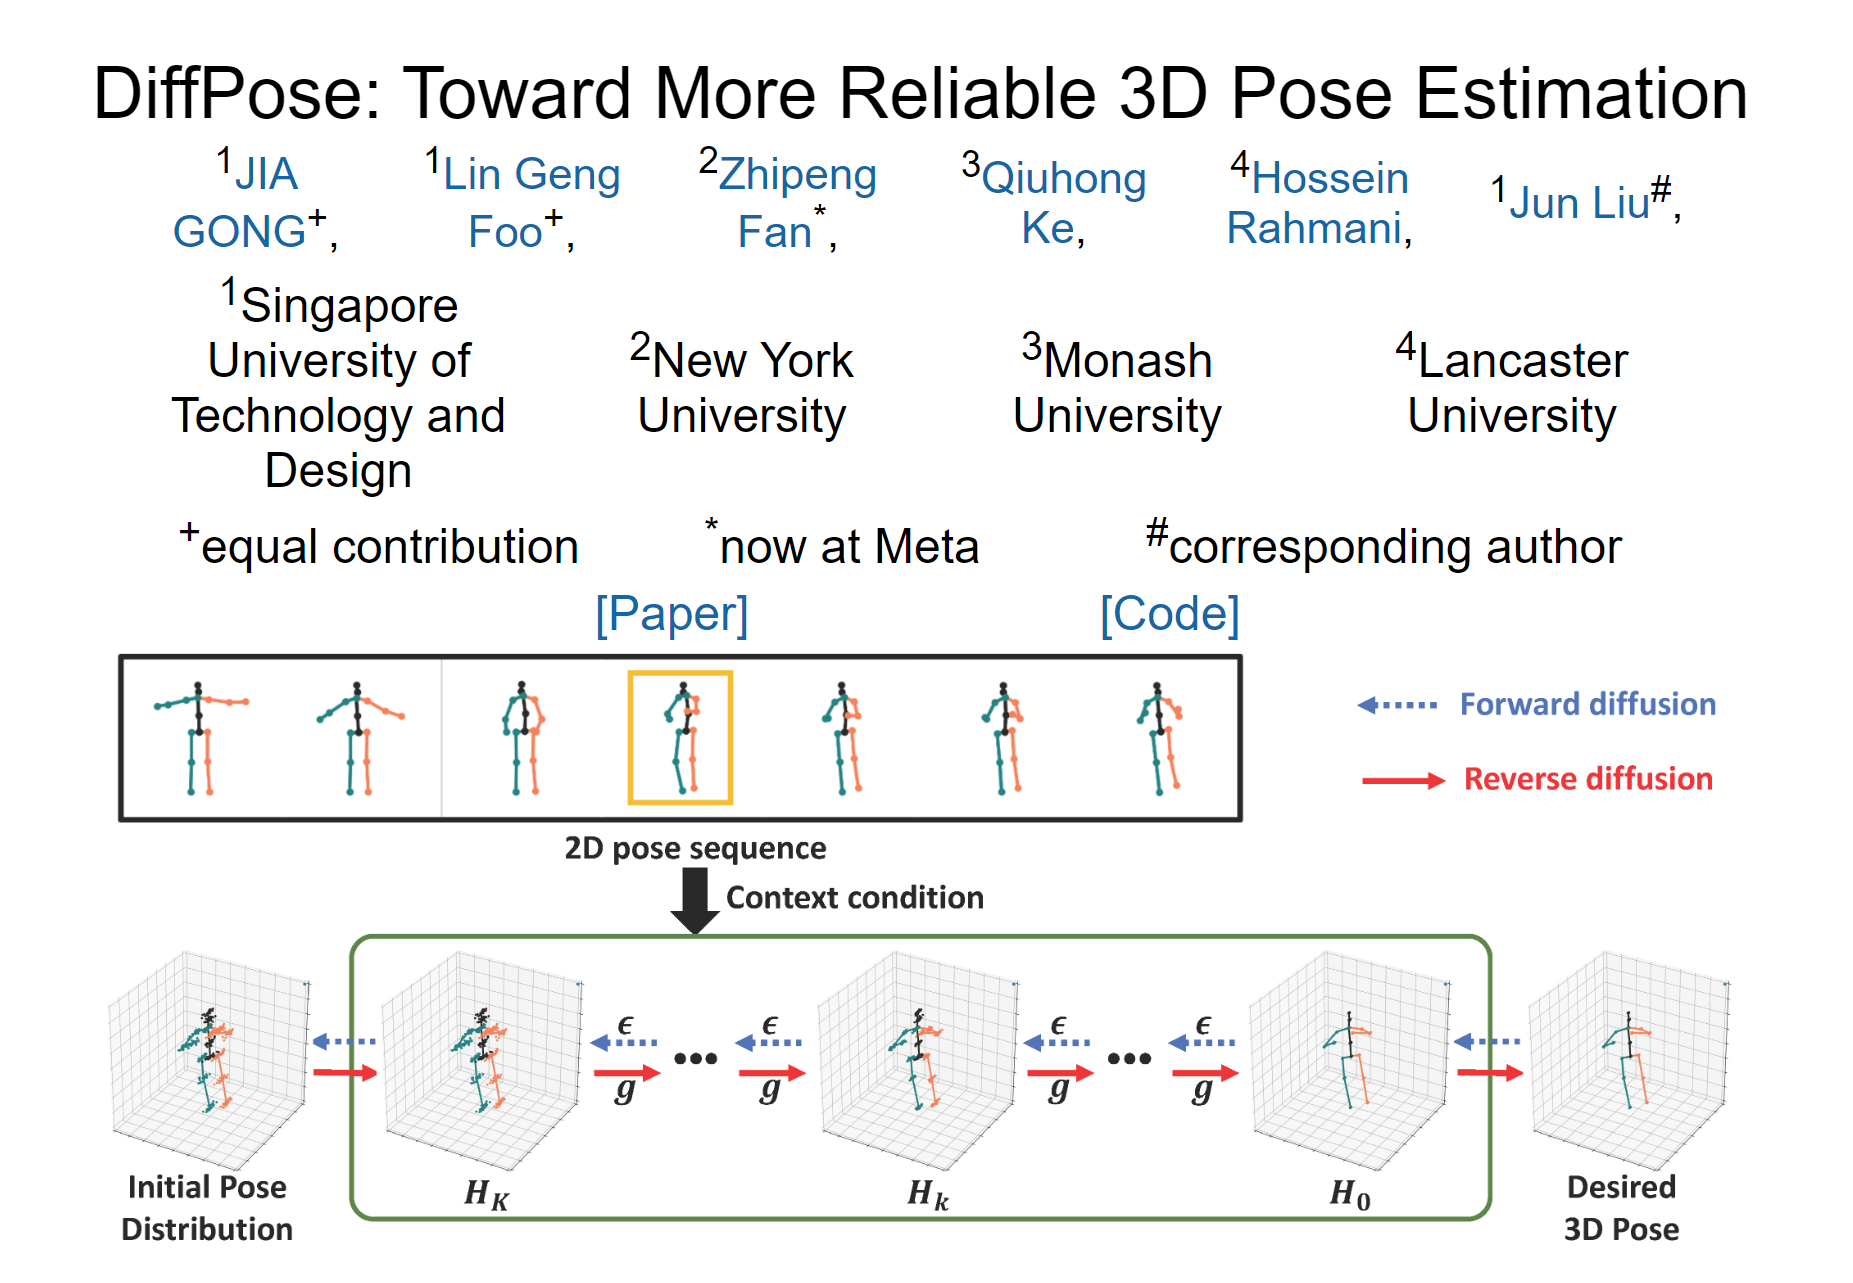 DiffPose: Toward More Reliable 3D Pose Estimation
¹JIA GONG⁺, ¹Lin Geng Foo⁺, ²Zhipeng Fan*, ³Qiuhong Ke, ⁴Hossein Rahmani, ¹Jun Liu#,
¹Singapore University of Technology and Design
²New York University
³Monash University
⁴Lancaster University
⁺equal contribution *now at Meta #corresponding author
[Paper] [Code]
Forward diffusion
Reverse diffusion
2D pose sequence
Context condition
ϵ ϵ ϵ ϵ
g g g g
H_K H_k H_0
Initial Pose
Distribution
Desired
3D Pose